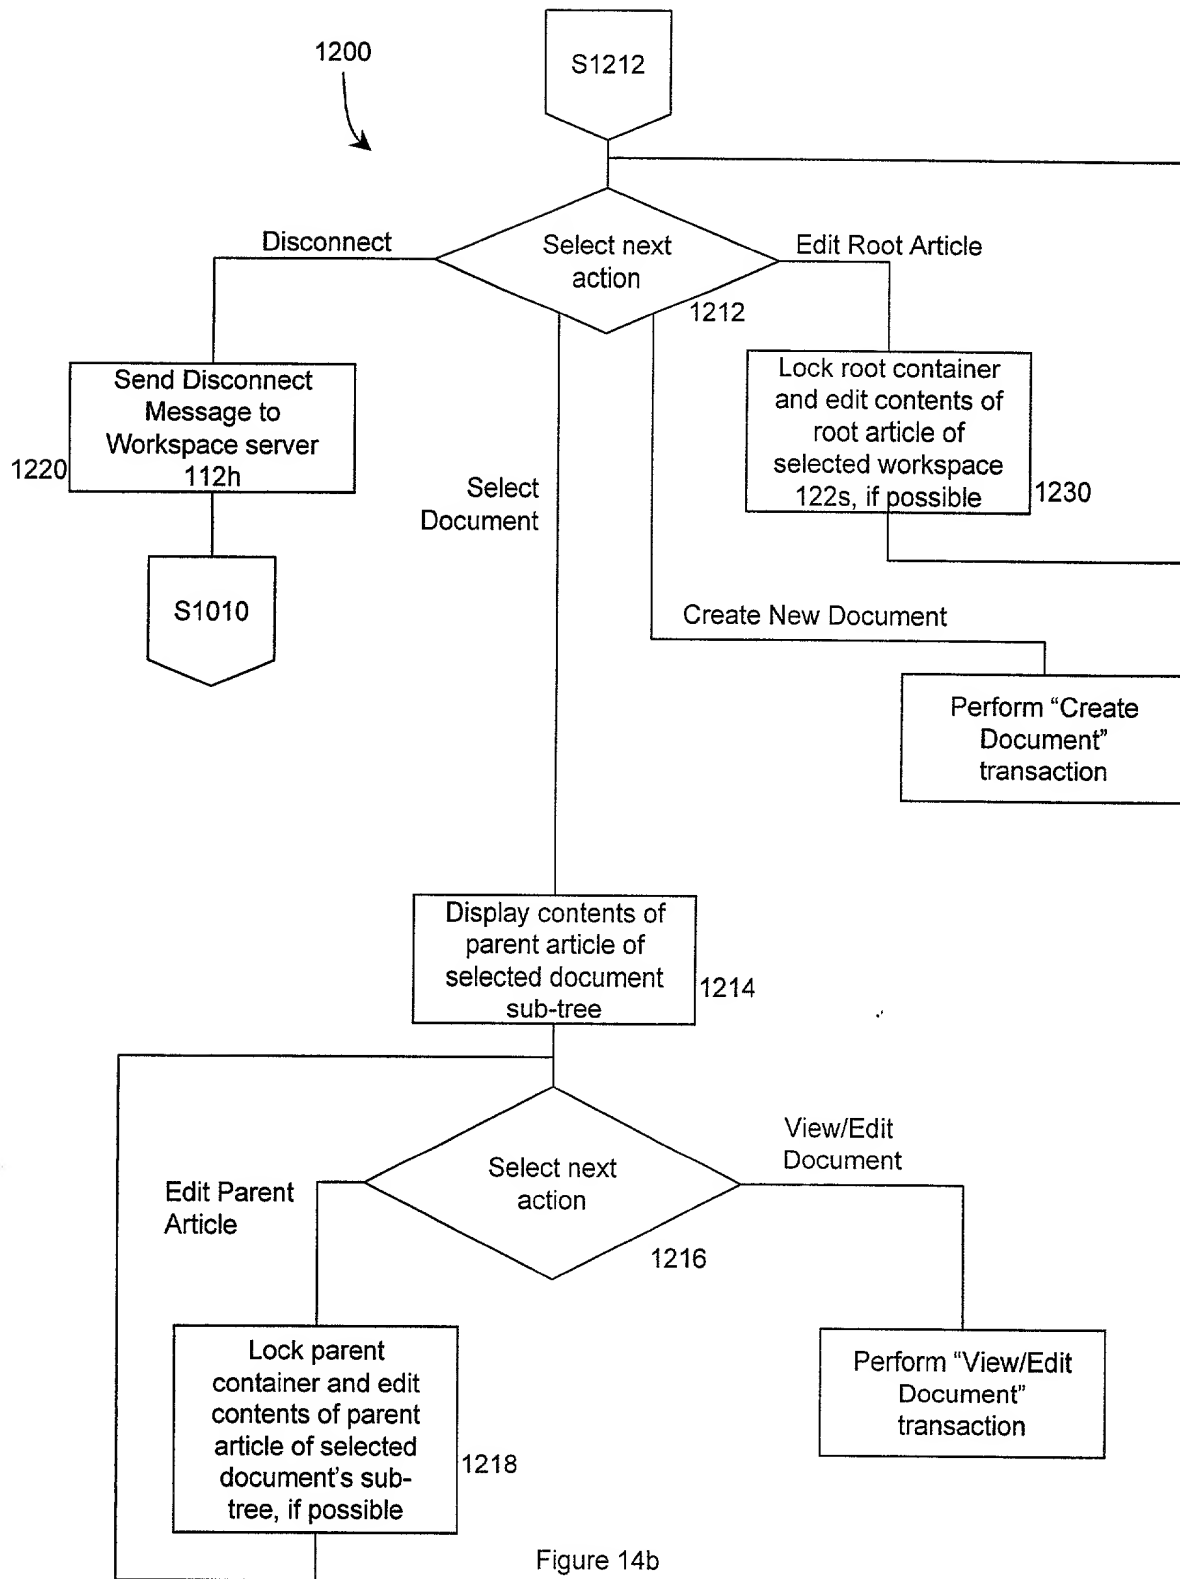 1200
S1212
Disconnect
Select next
action
Edit Root Article
1212
Send Disconnect
Message to
Workspace server
112h
1220
Lock root container
and edit contents of
root article of
selected workspace
122s, if possible
1230
Select
Document
S1010
Create New Document
Perform “Create
Document”
transaction
Display contents of
parent article of
selected document
sub-tree
1214
View/Edit
Document
Select next
action
Edit Parent
Article
1216
Lock parent
container and edit
contents of parent
article of selected
document's sub-
tree, if possible
1218
Perform “View/Edit
Document”
transaction
Figure 14b